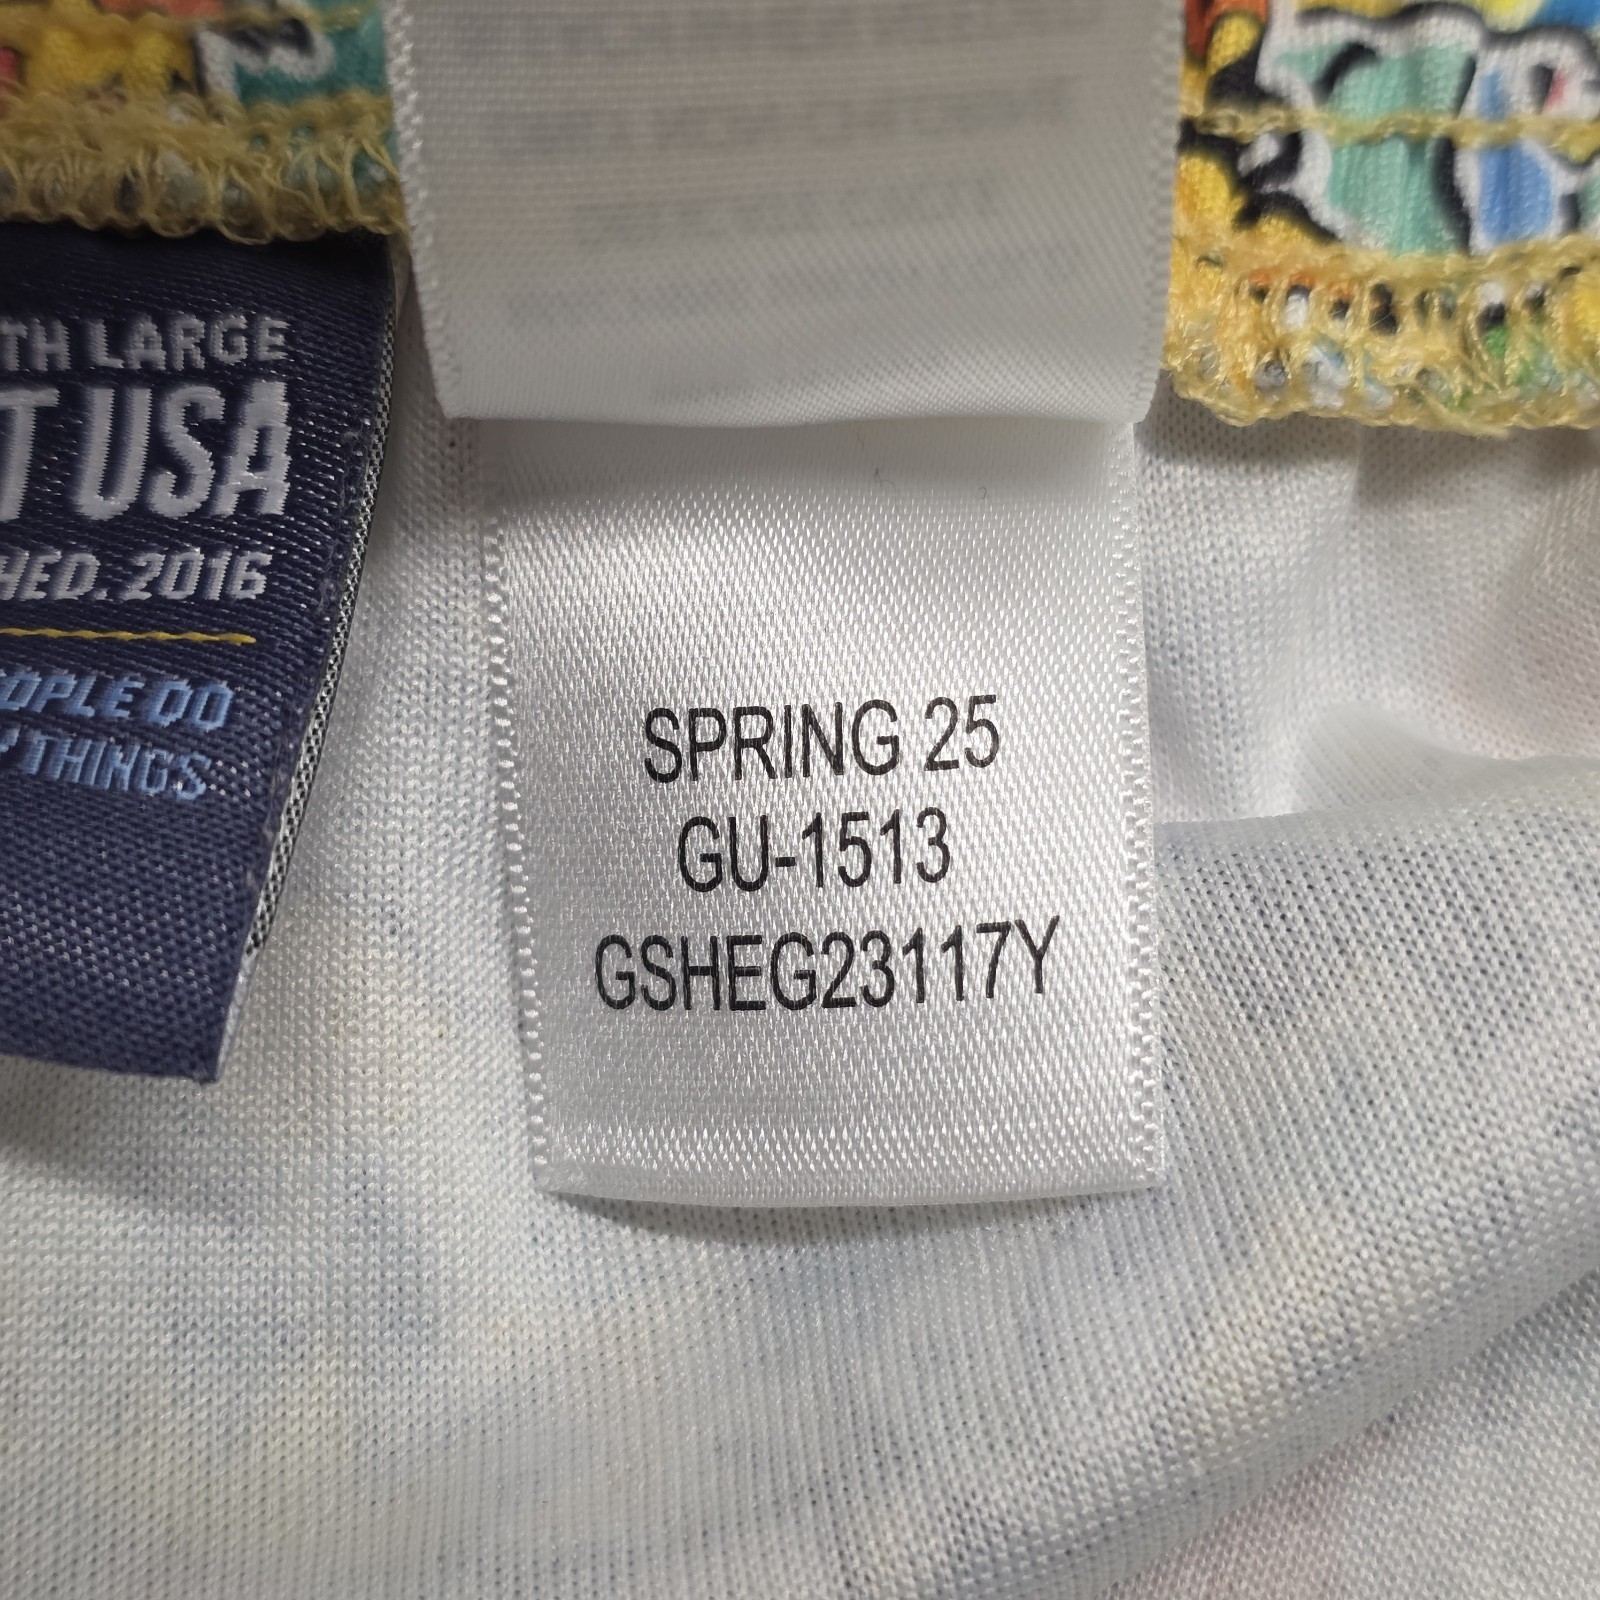 TH LARGE
T USA
HED. 2016
OPLE DO
Y THINGS
SPRING 25
GU-1513
GSHEG23117Y